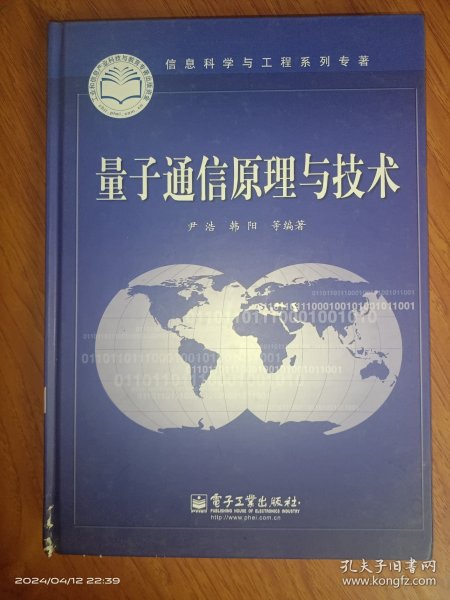 信息科学与工程系列专著
量子通信原理与技术
尹浩 韩阳 等编著
01101101110001001010010110010
電子工業出版社·
PUBLISHING HOUSE OF ELECTRONICS INDUSTRY
http://www.phei.com.cn
2024/04/12 22:39
孔夫子旧书网
www.kongfz.com